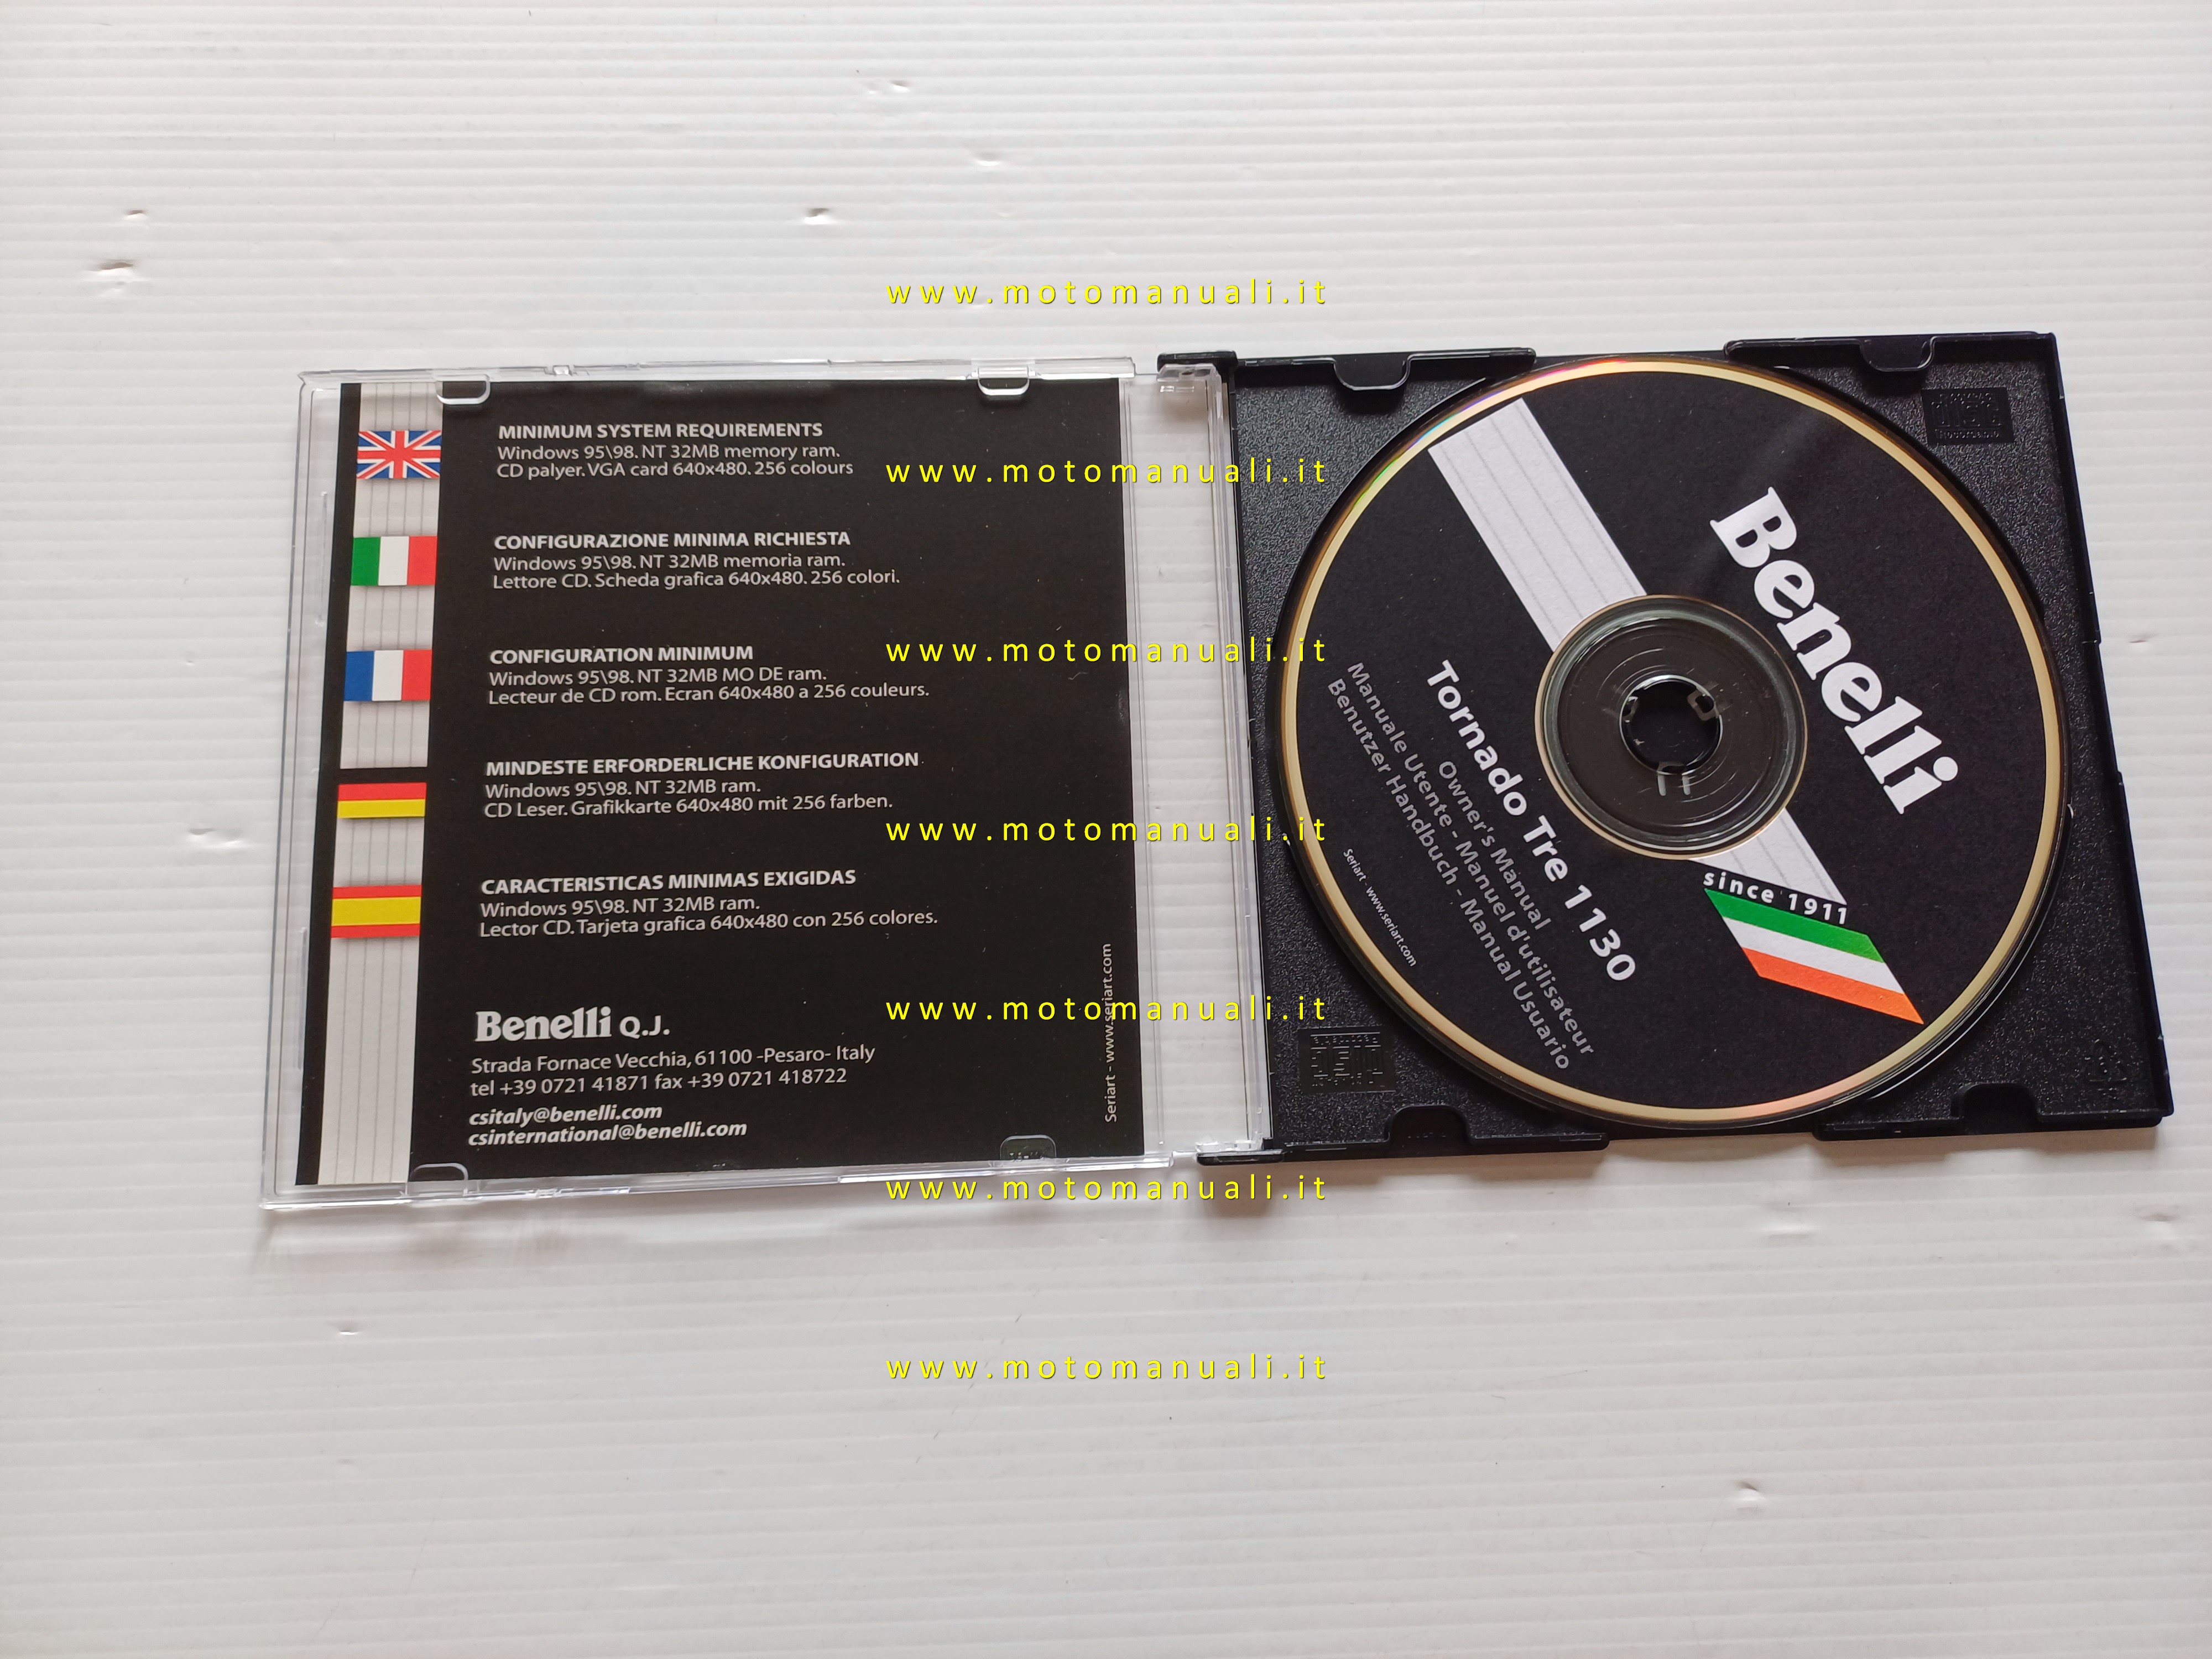 MINIMUM SYSTEM REQUIREMENTS
Windows 95\98. NT 32MB memory ram.
CD palyer. VGA card 640x480. 256 colours
CONFIGURAZIONE MINIMA RICHIESTA
Windows 95\98. NT 32MB memoria ram.
Lettore CD. Scheda grafica 640x480. 256 colori.
CONFIGURATION MINIMUM
Windows 95\98. NT 32MB MO DE ram.
Lecteur de CD rom. Ecran 640x480 a 256 couleurs.
MINDESTE ERFORDERLICHE KONFIGURATION
Windows 95\98. NT 32MB ram.
CD Leser. Grafikkarte 640x480 mit 256 farben.
CARACTERISTICAS MINIMAS EXIGIDAS
Windows 95\98. NT 32MB ram.
Lector CD. Tarjeta grafica 640x480 con 256 colores.
Benelli Q.J.
Strada Fornace Vecchia, 61100 -Pesaro- Italy
tel +39 0721 41871 fax +39 0721 418722
csitaly@benelli.com
csinternational@benelli.com
Seriart - www.seriart.com
Benelli
since 1911
Tornado Tre 1130
Owner's Manual
Manuale Utente - Manuel d'utilisateur
Benutzer Handbuch - Manual Usuario
Seriart - www.seriart.com
www.motomanuali.it
www.motomanuali.it
www.motomanuali.it
www.motomanuali.it
www.motomanuali.it
www.motomanuali.it
www.motomanuali.it